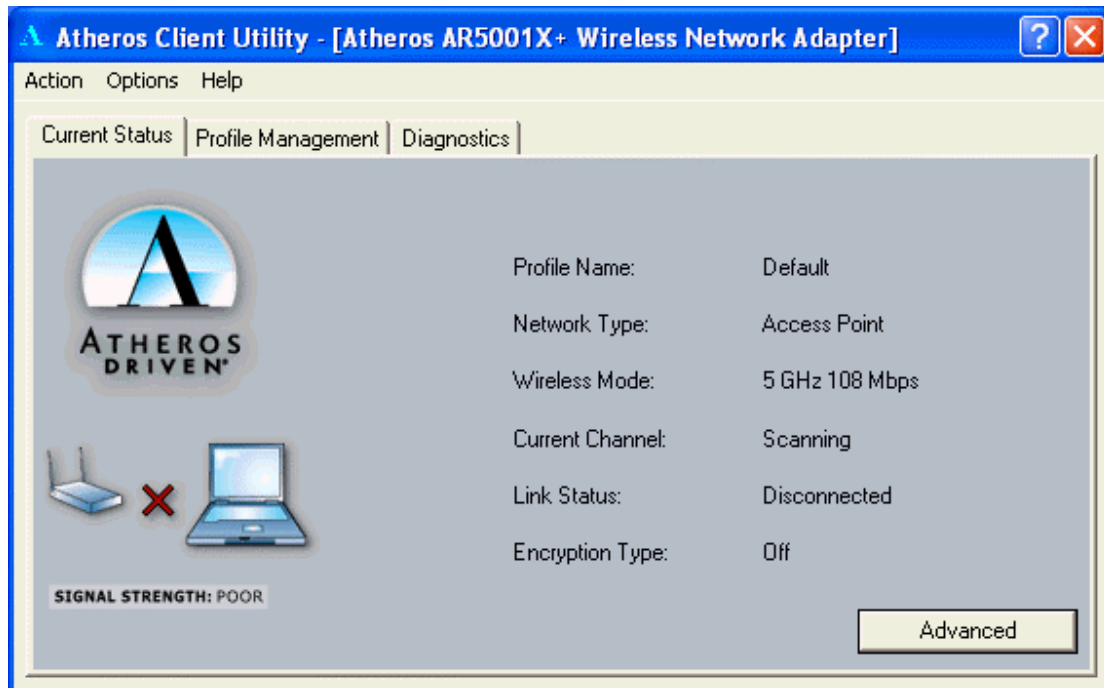 Atheros Client Utility - [Atheros AR5001X+ Wireless Network Adapter]
Action Options Help
Current Status Profile Management Diagnostics
ATHEROS
DRIVEN®
Profile Name: Default
Network Type: Access Point
Wireless Mode: 5 GHz 108 Mbps
Current Channel: Scanning
Link Status: Disconnected
Encryption Type: Off
SIGNAL STRENGTH: POOR
Advanced